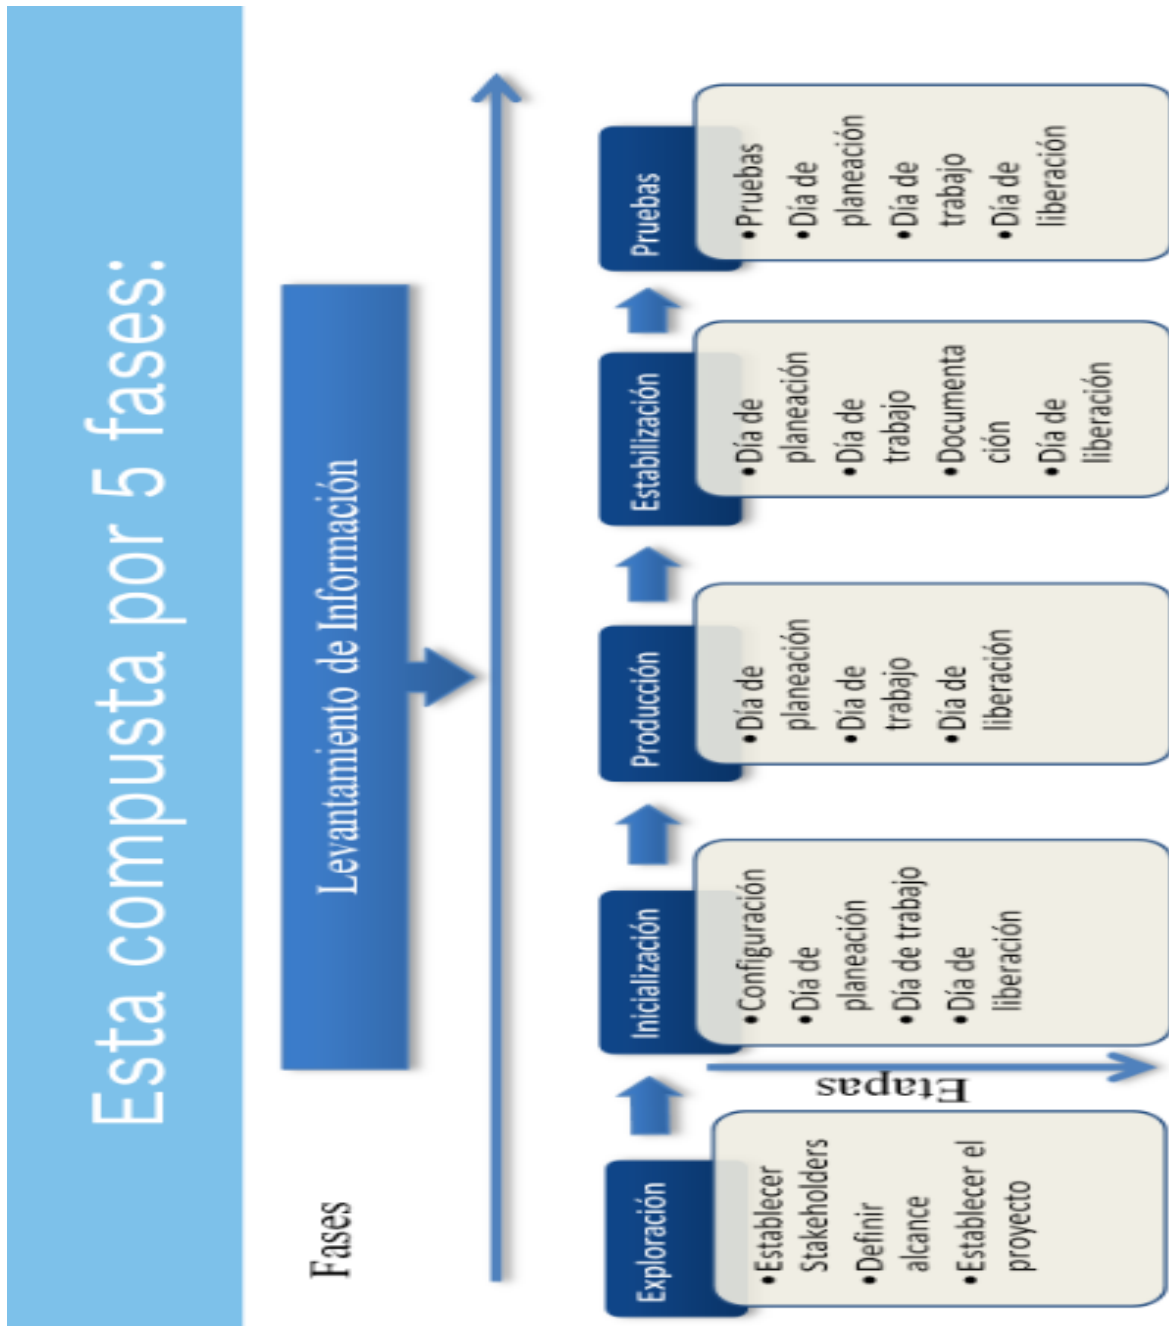 Esta compusta por 5 fases:
Fases
Levantamiento de Información
Exploración
•Establecer
Stakeholders
•Definir
alcance
•Establecer el
proyecto
Etapas
Inicialización
•Configuración
•Día de
planeación
•Día de trabajo
•Día de
liberación
Producción
•Día de
planeación
•Día de
trabajo
•Día de
liberación
Estabilización
•Día de
planeación
•Día de
trabajo
•Documenta
ción
•Día de
liberación
Pruebas
•Pruebas
•Día de
planeación
•Día de
trabajo
•Día de
liberación